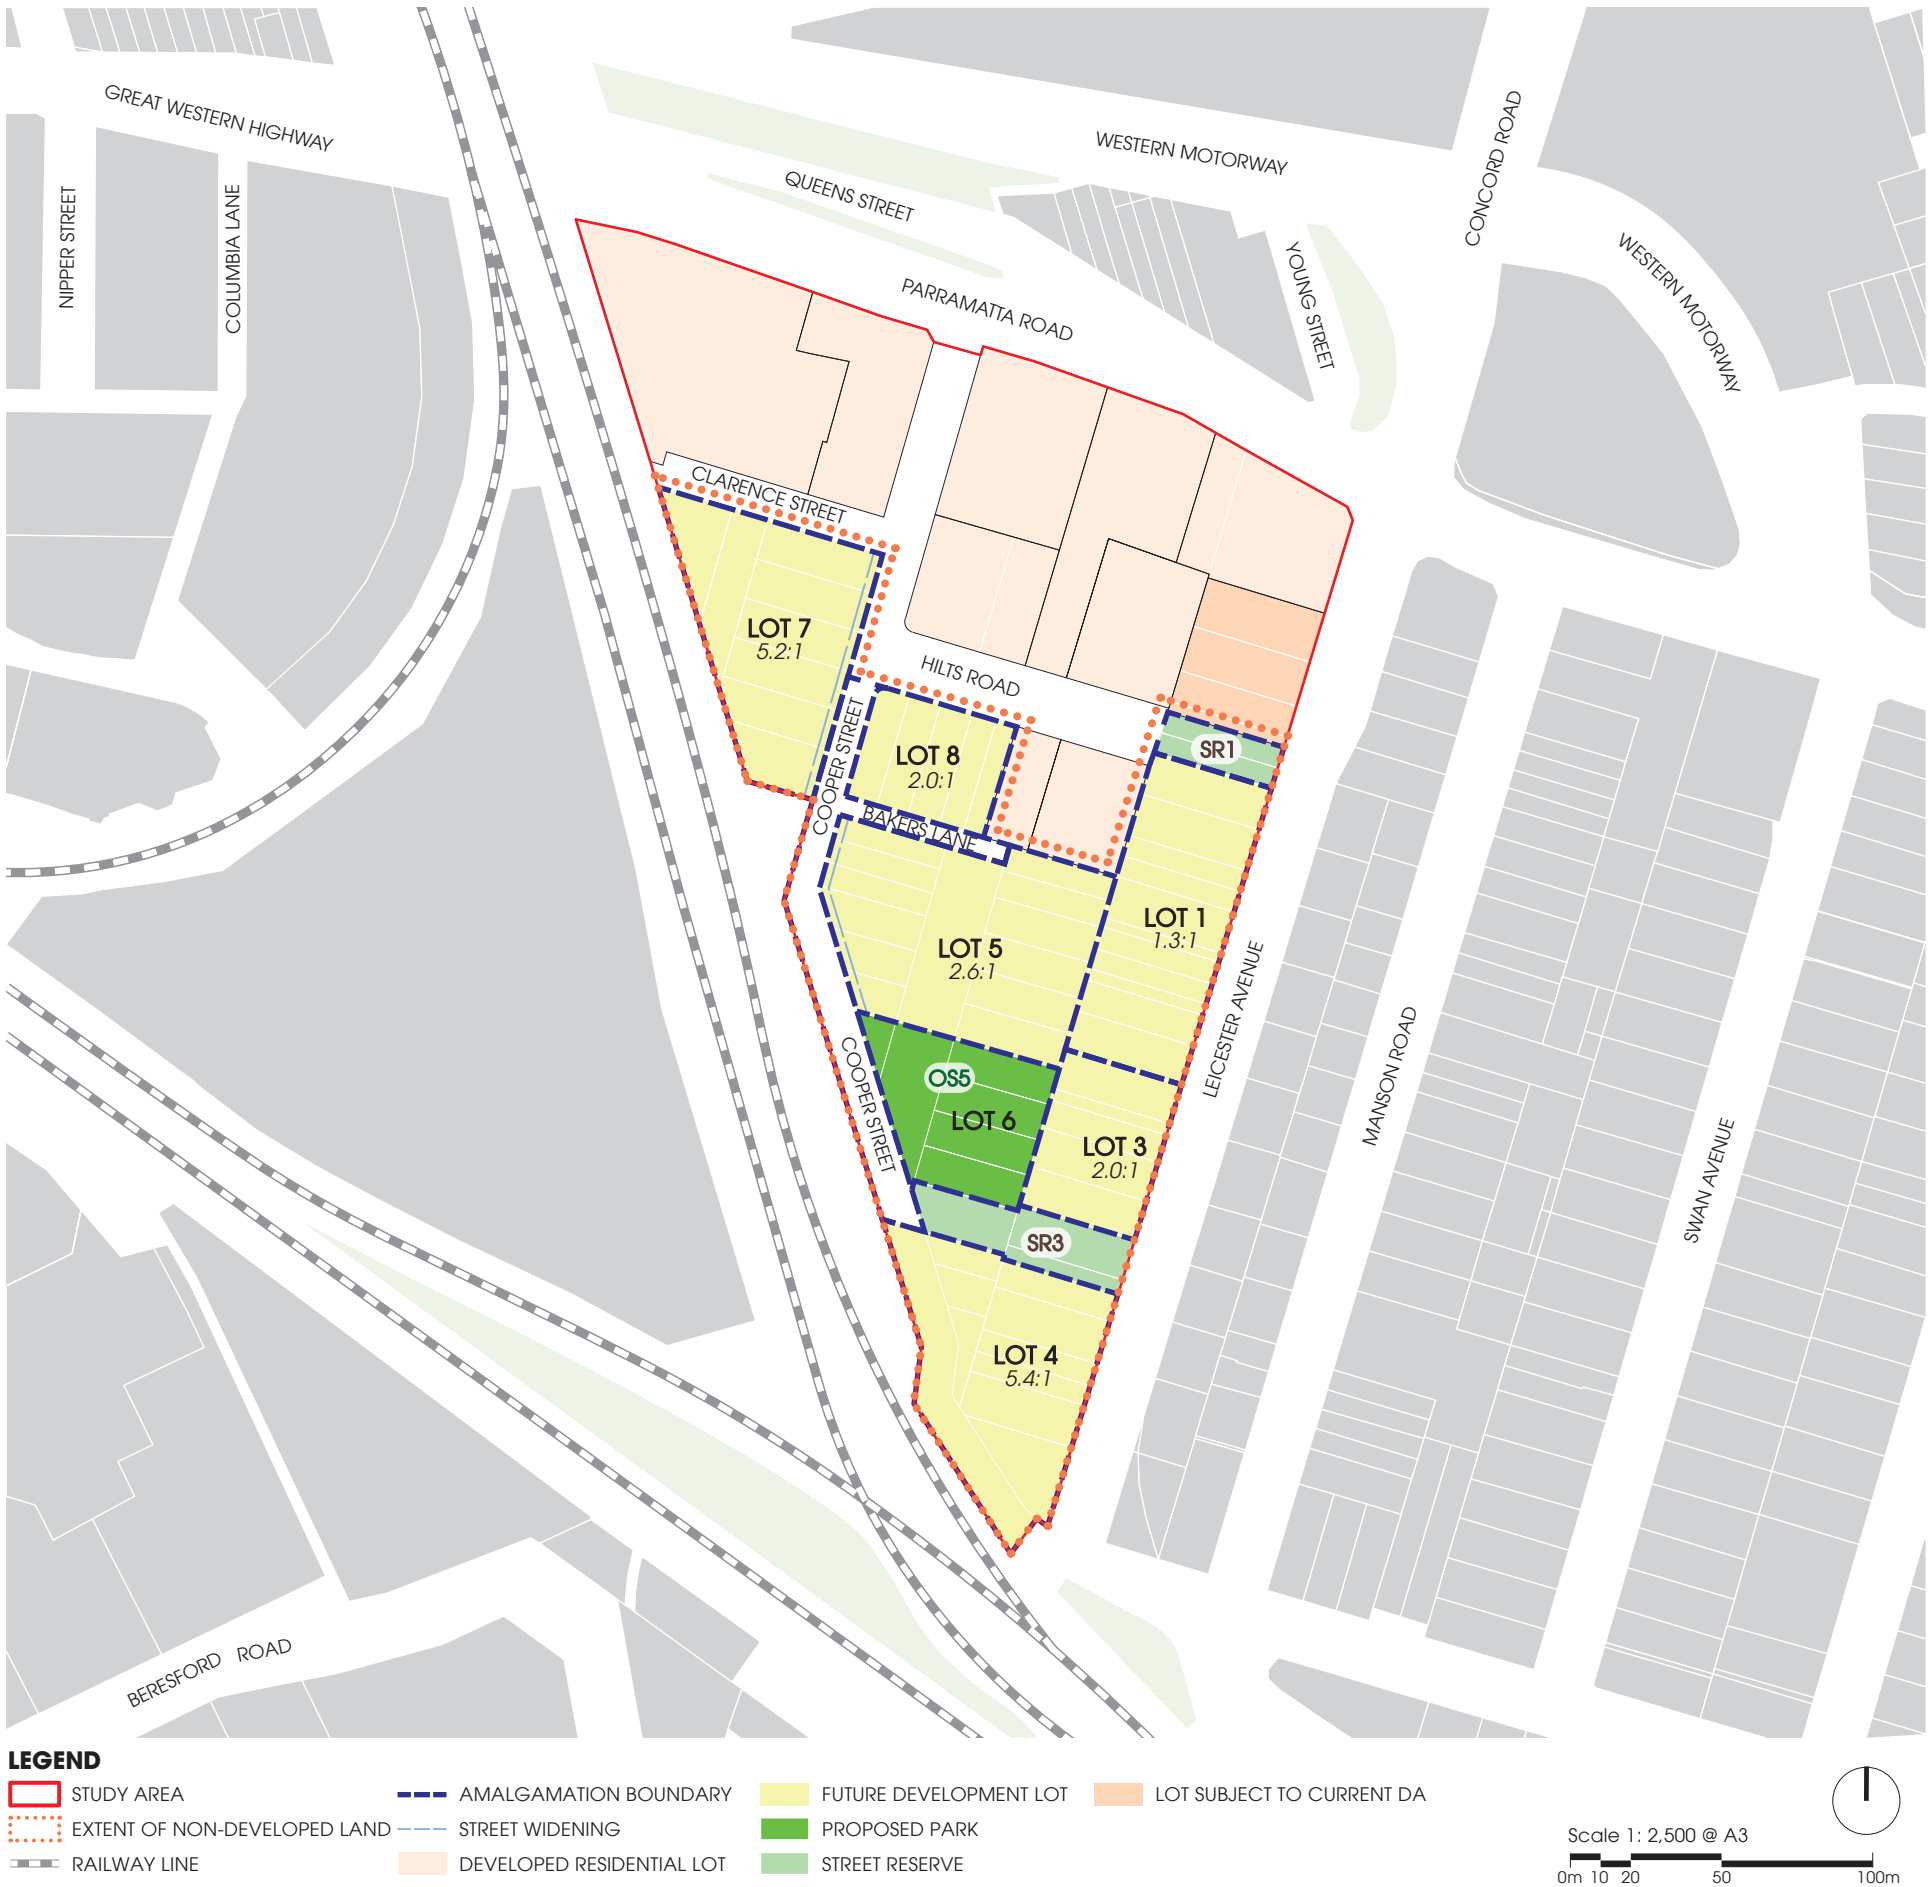 GREAT WESTERN HIGHWAY
NIPPER STREET
COLUMBIA LANE
QUEENS STREET
WESTERN MOTORWAY
CONCORD ROAD
WESTERN MOTORWAY
YOUNG STREET
PARRAMATTA ROAD
CLARENCE STREET
LOT 7
5.2:1
HILTS ROAD
COOPER STREET
LOT 8
2.0:1
SR1
BAKERS LANE
LOT 1
1.3:1
LOT 5
2.6:1
LEICESTER AVENUE
MANSON ROAD
SWAN AVENUE
COOPER STREET
OS5
LOT 6
LOT 3
2.0:1
SR3
LOT 4
5.4:1
BERESFORD ROAD
LEGEND
STUDY AREA
EXTENT OF NON-DEVELOPED LAND
RAILWAY LINE
AMALGAMATION BOUNDARY
STREET WIDENING
DEVELOPED RESIDENTIAL LOT
FUTURE DEVELOPMENT LOT
PROPOSED PARK
STREET RESERVE
LOT SUBJECT TO CURRENT DA
Scale 1: 2,500 @ A3
0m 10 20 50 100m